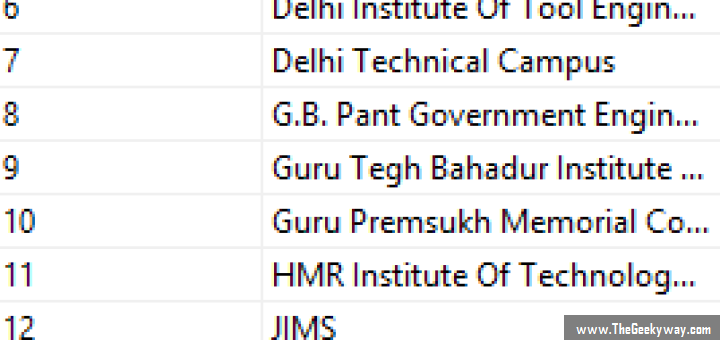 6 Delhi Institute Of Tool Engin...
7 Delhi Technical Campus
8 G.B. Pant Government Engin...
9 Guru Tegh Bahadur Institute ...
10 Guru Premsukh Memorial Co...
11 HMR Institute Of Technolog...
12 JIMS
www.TheGeekyway.com